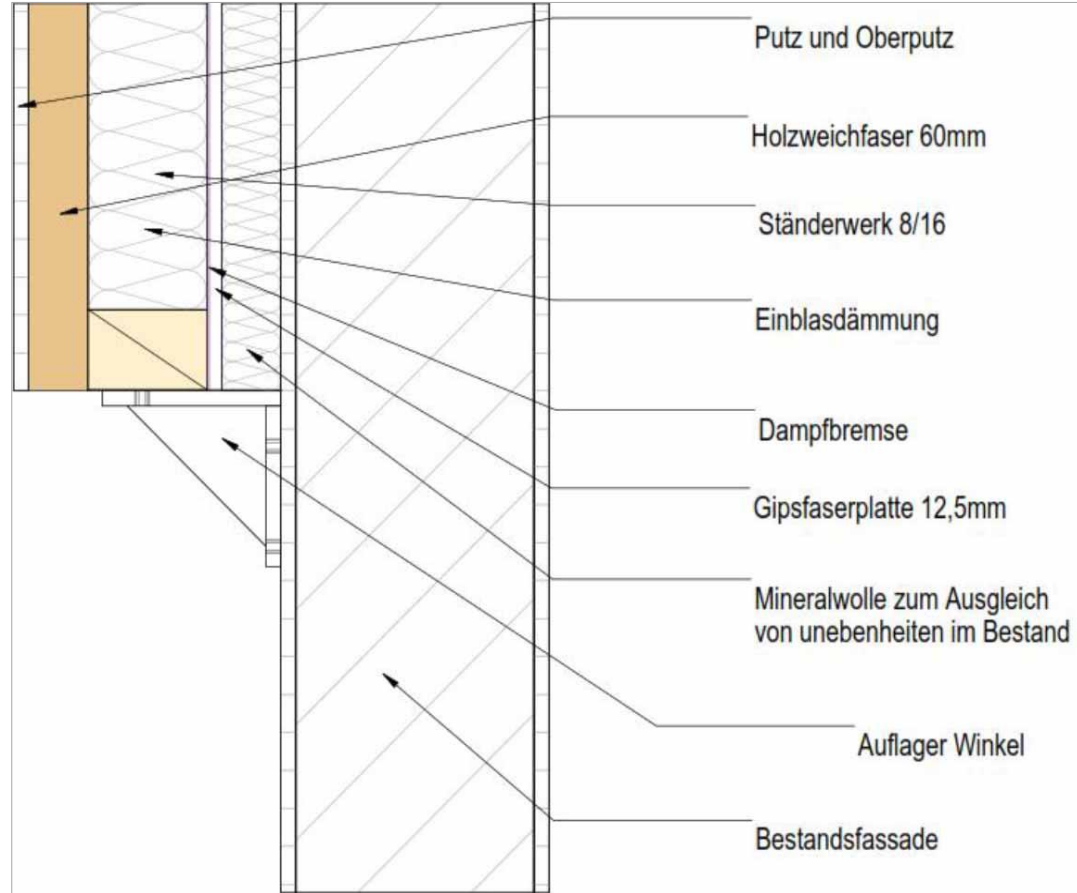 Putz und Oberputz
Holzweichfaser 60mm
Ständerwerk 8/16
Einblasdämmung
Dampfbremse
Gipsfaserplatte 12,5mm
Mineralwolle zum Ausgleich
von unebenheiten im Bestand
Auflager Winkel
Bestandsfassade